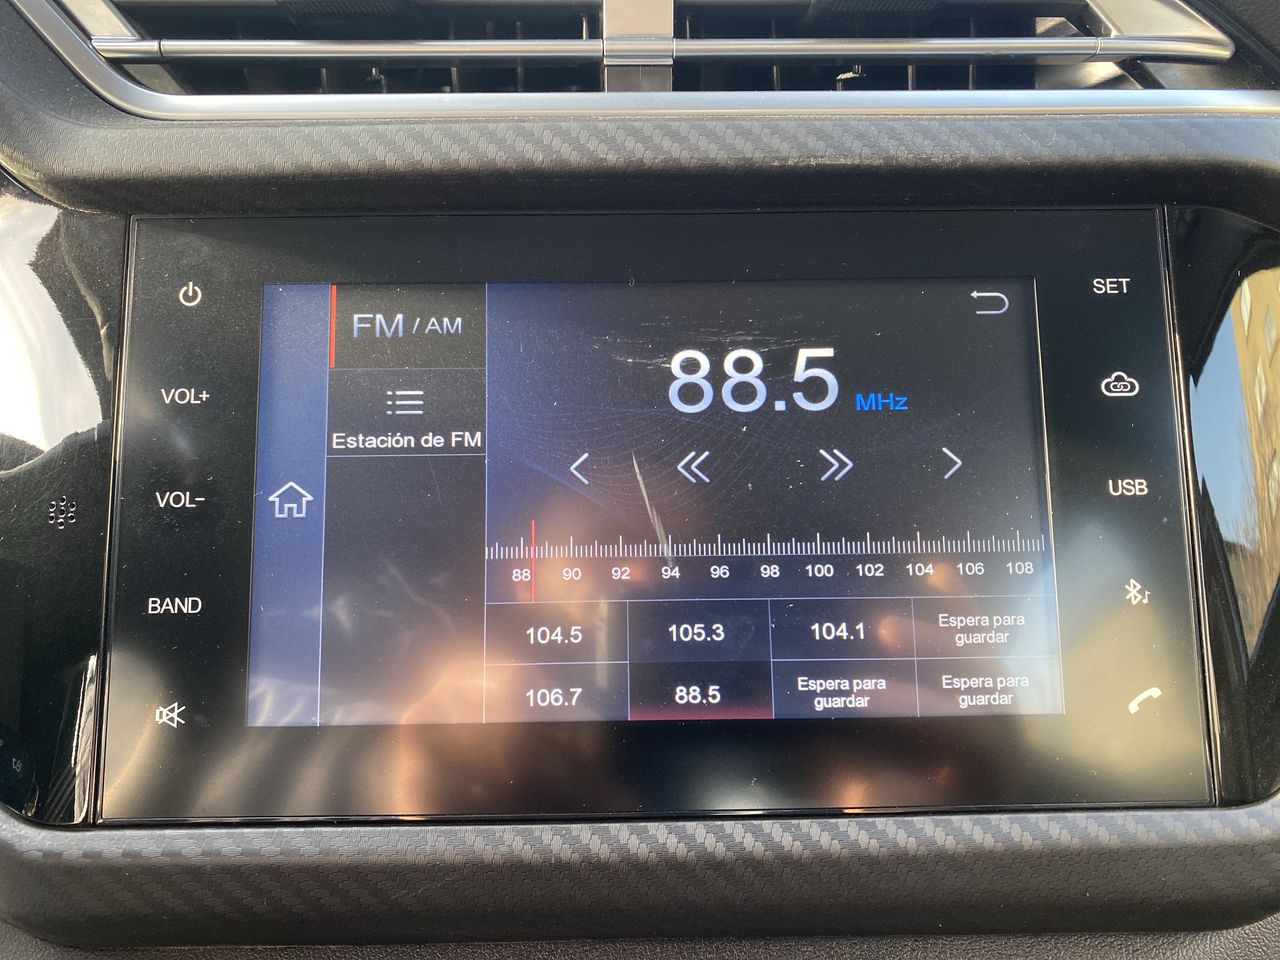 SET
FM / AM
88.5 MHz
VOL+
Estación de FM
VOL-
USB
88 90 92 94 96 98 100 102 104 106 108
BAND
104.5 105.3 104.1 Espera para
guardar
106.7 88.5 Espera para
guardar
Espera para
guardar